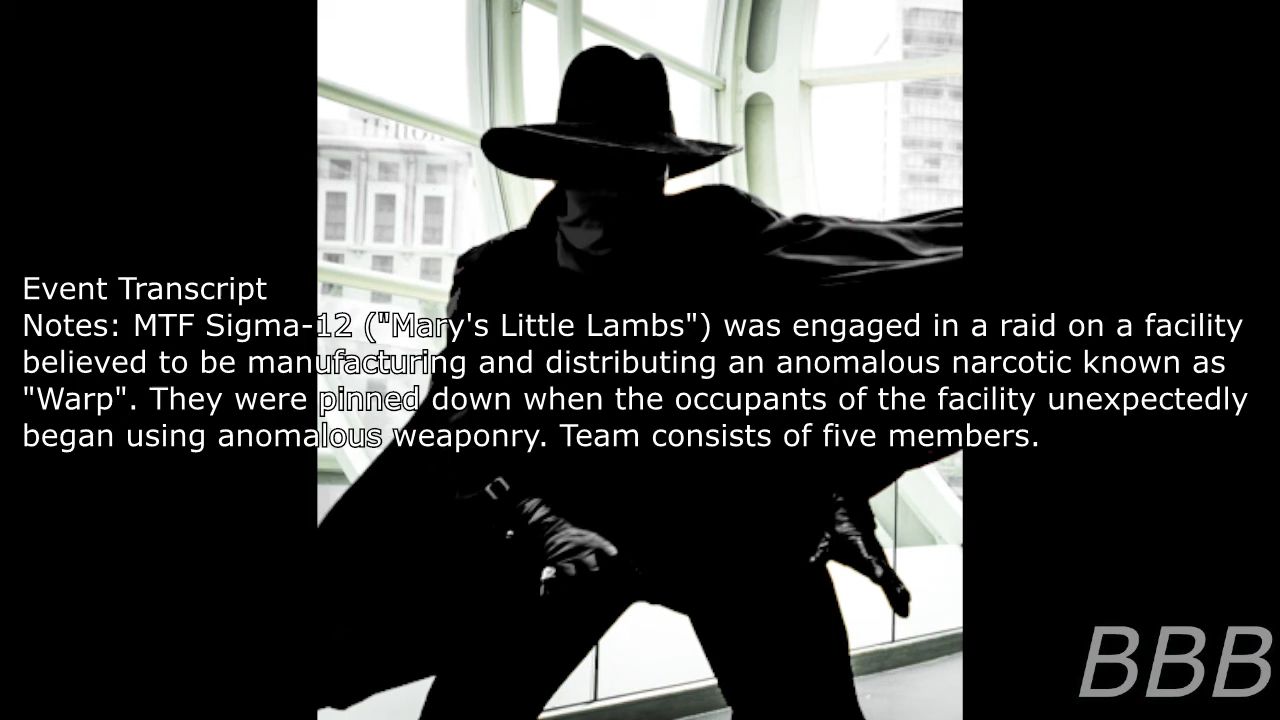 Event Transcript
Notes: MTF Sigma-12 ("Mary's Little Lambs") was engaged in a raid on a facility
believed to be manufacturing and distributing an anomalous narcotic known as
"Warp". They were pinned down when the occupants of the facility unexpectedly
began using anomalous weaponry. Team consists of five members.
BBB